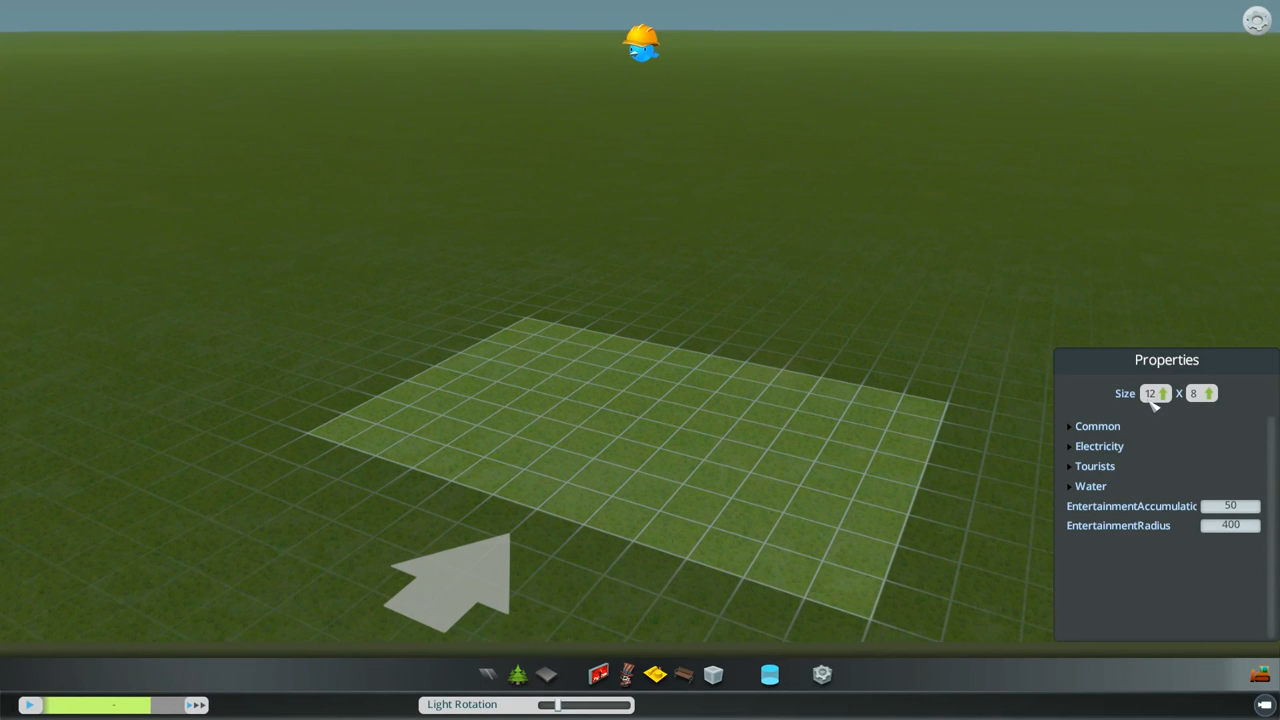 Properties
Size 12 X 8
Common
Electricity
Tourists
Water
EntertainmentAccumulatic 50
EntertainmentRadius 400
-
Light Rotation